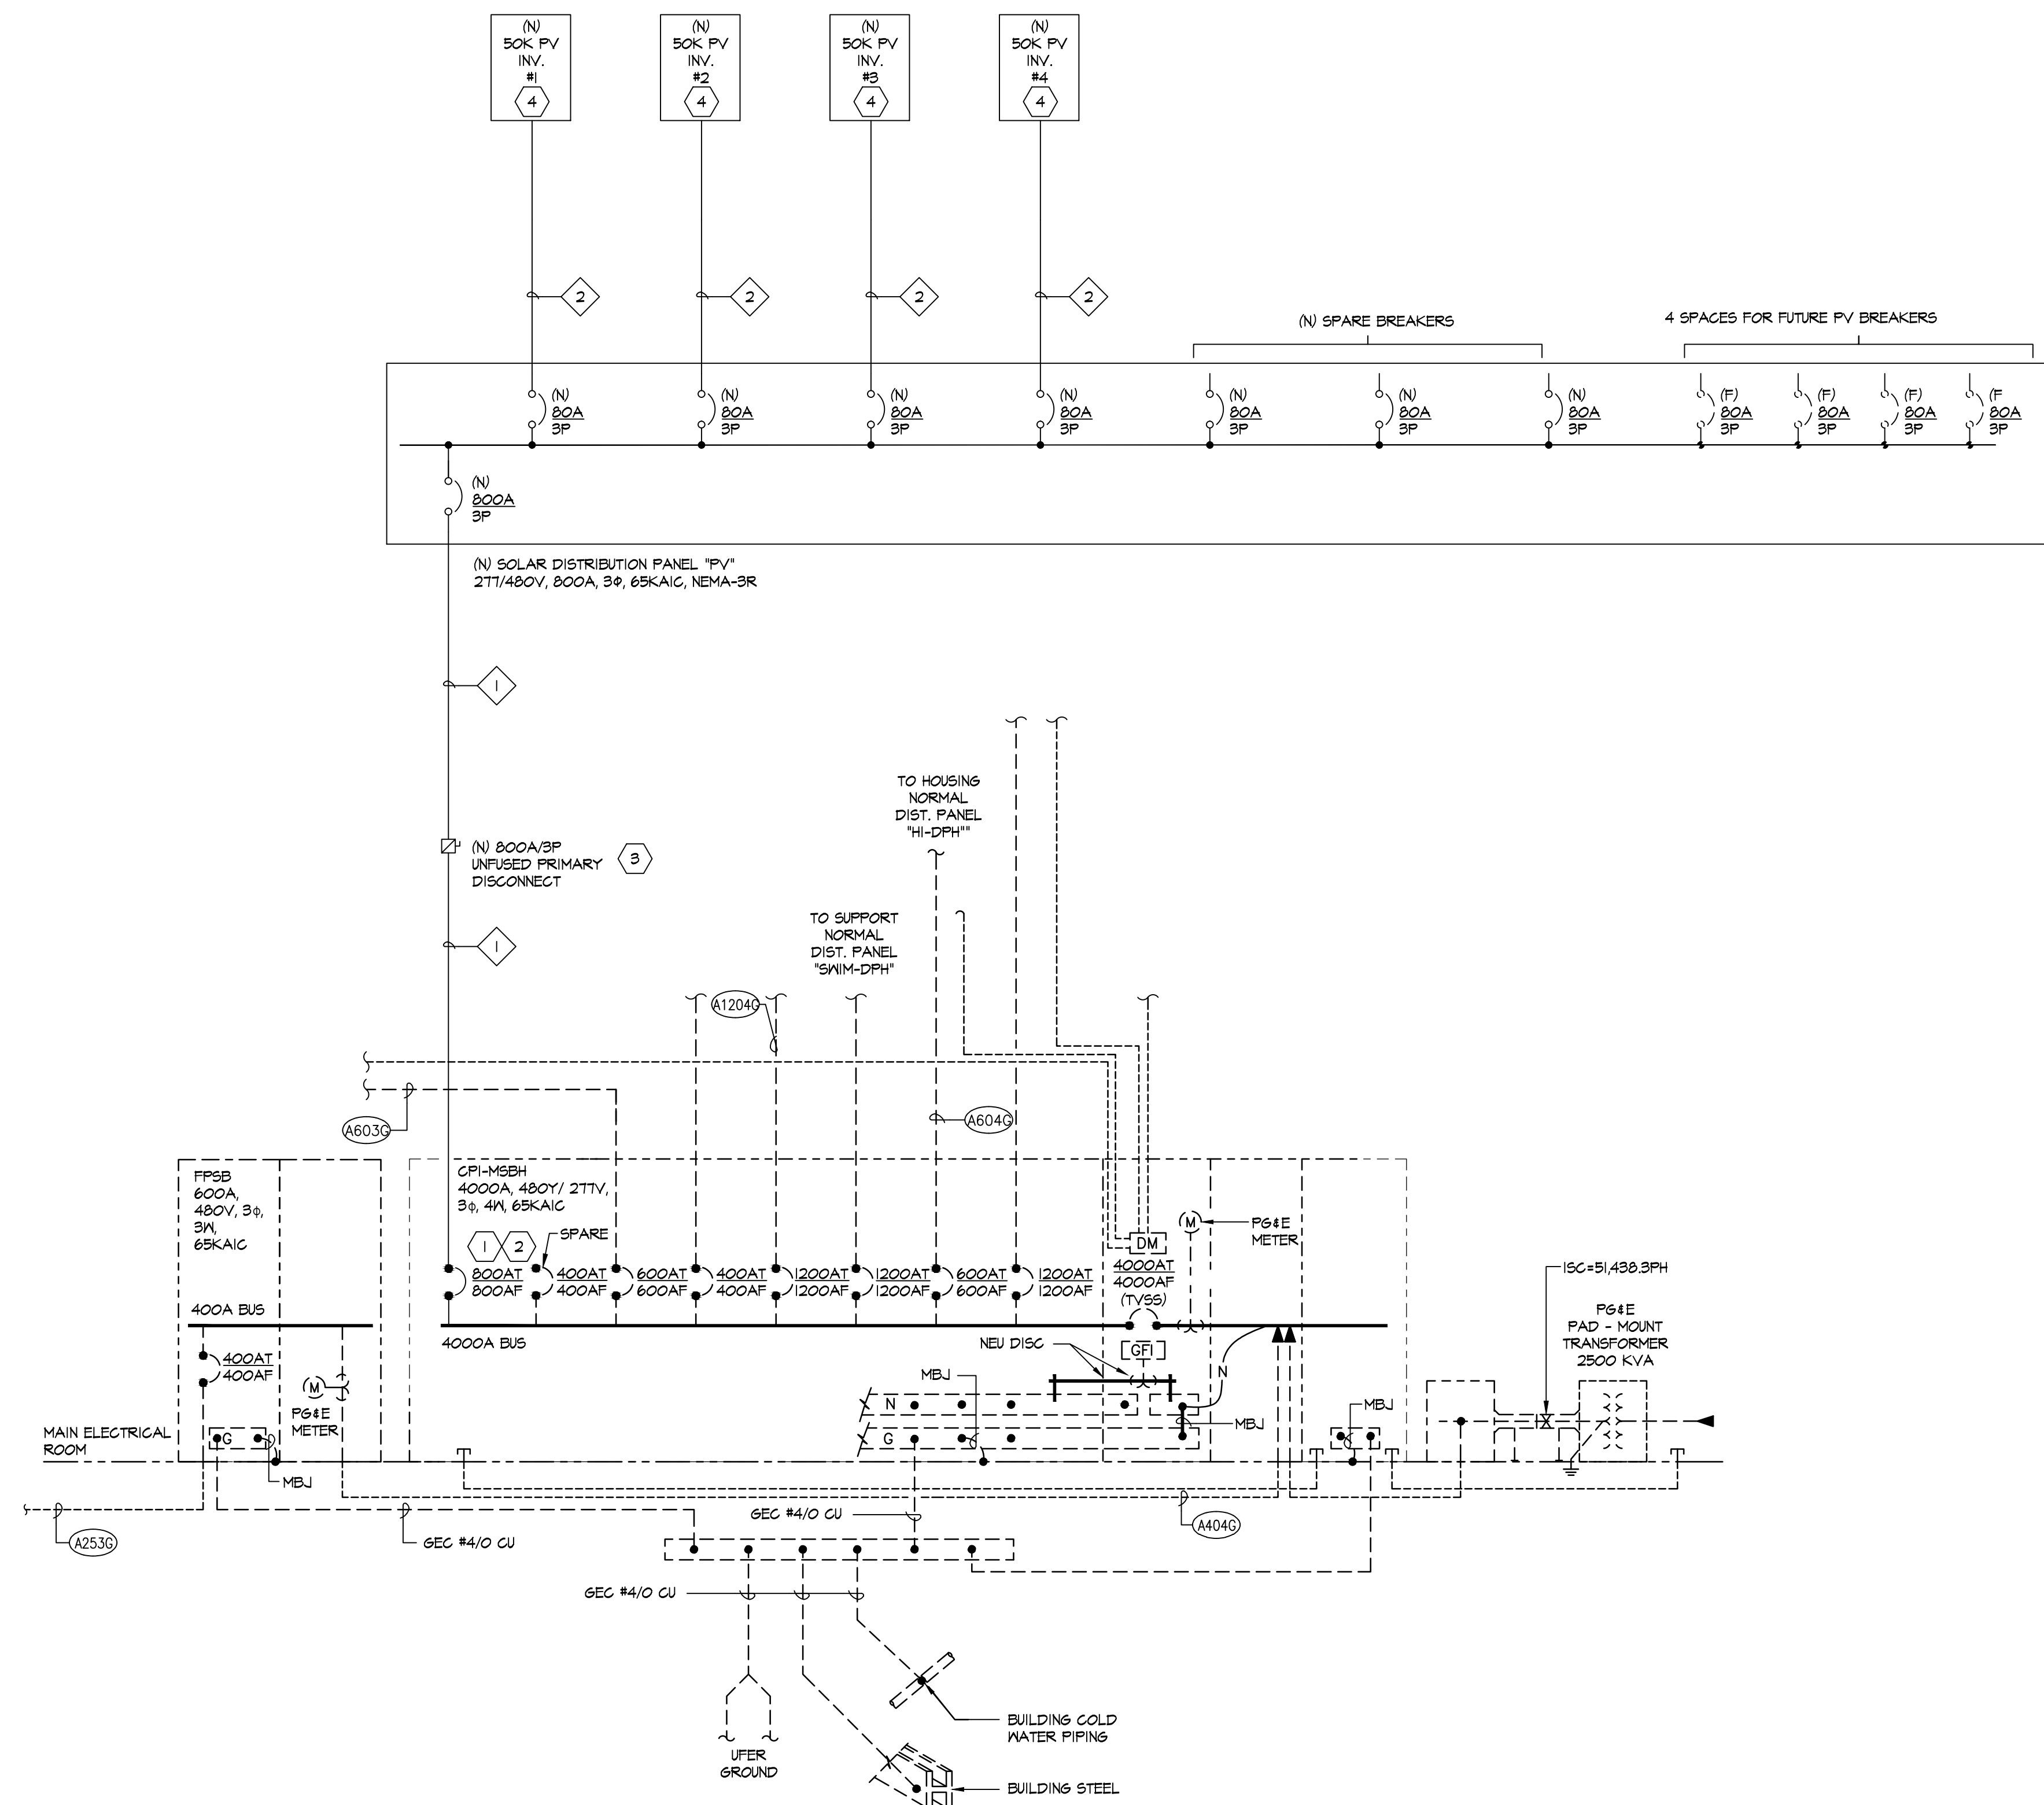 (N)
50K PV
INV.
#1
4
(N)
50K PV
INV.
#2
4
(N)
50K PV
INV.
#3
4
(N)
50K PV
INV.
#4
4
2
2
2
2
(N) SPARE BREAKERS
4 SPACES FOR FUTURE PV BREAKERS
(N)
80A
3P
(N)
80A
3P
(N)
80A
3P
(N)
80A
3P
(N)
80A
3P
(N)
80A
3P
(N)
80A
3P
(F)
80A
3P
(F)
80A
3P
(F)
80A
3P
(F
80A
3P
(N)
800A
3P
(N) SOLAR DISTRIBUTION PANEL "PV"
277/480V, 800A, 3Φ, 65KAIC, NEMA-3R
1
TO HOUSING
NORMAL
DIST. PANEL
"H1-DPH""
(N) 800A/3P
UNFUSED PRIMARY
DISCONNECT
3
1
TO SUPPORT
NORMAL
DIST. PANEL
"SWIM-DPH"
A1204G
A603G
A604G
FPSB
600A,
480V, 3φ,
3W,
65KAIC
CP1-MSBH
4000A, 480Y/ 277V,
3φ, 4W, 65KAIC
1
2
SPARE
800AT
800AF
400AT
400AF
600AT
600AF
400AT
400AF
1200AT
1200AF
1200AT
1200AF
600AT
600AF
1200AT
1200AF
DM
4000AT
4000AF
(TVSS)
M
PG&E
METER
ISC=51,438.3PH
PG&E
PAD - MOUNT
TRANSFORMER
2500 KVA
400A BUS
4000A BUS
400AT
400AF
M
PG&E
METER
NEU DISC
GFI
N
MBJ
N
G
MBJ
MBJ
MAIN ELECTRICAL
ROOM
G
MBJ
A253G
GEC #4/0 CU
GEC #4/0 CU
A404G
GEC #4/0 CU
UFER
GROUND
BUILDING COLD
WATER PIPING
BUILDING STEEL